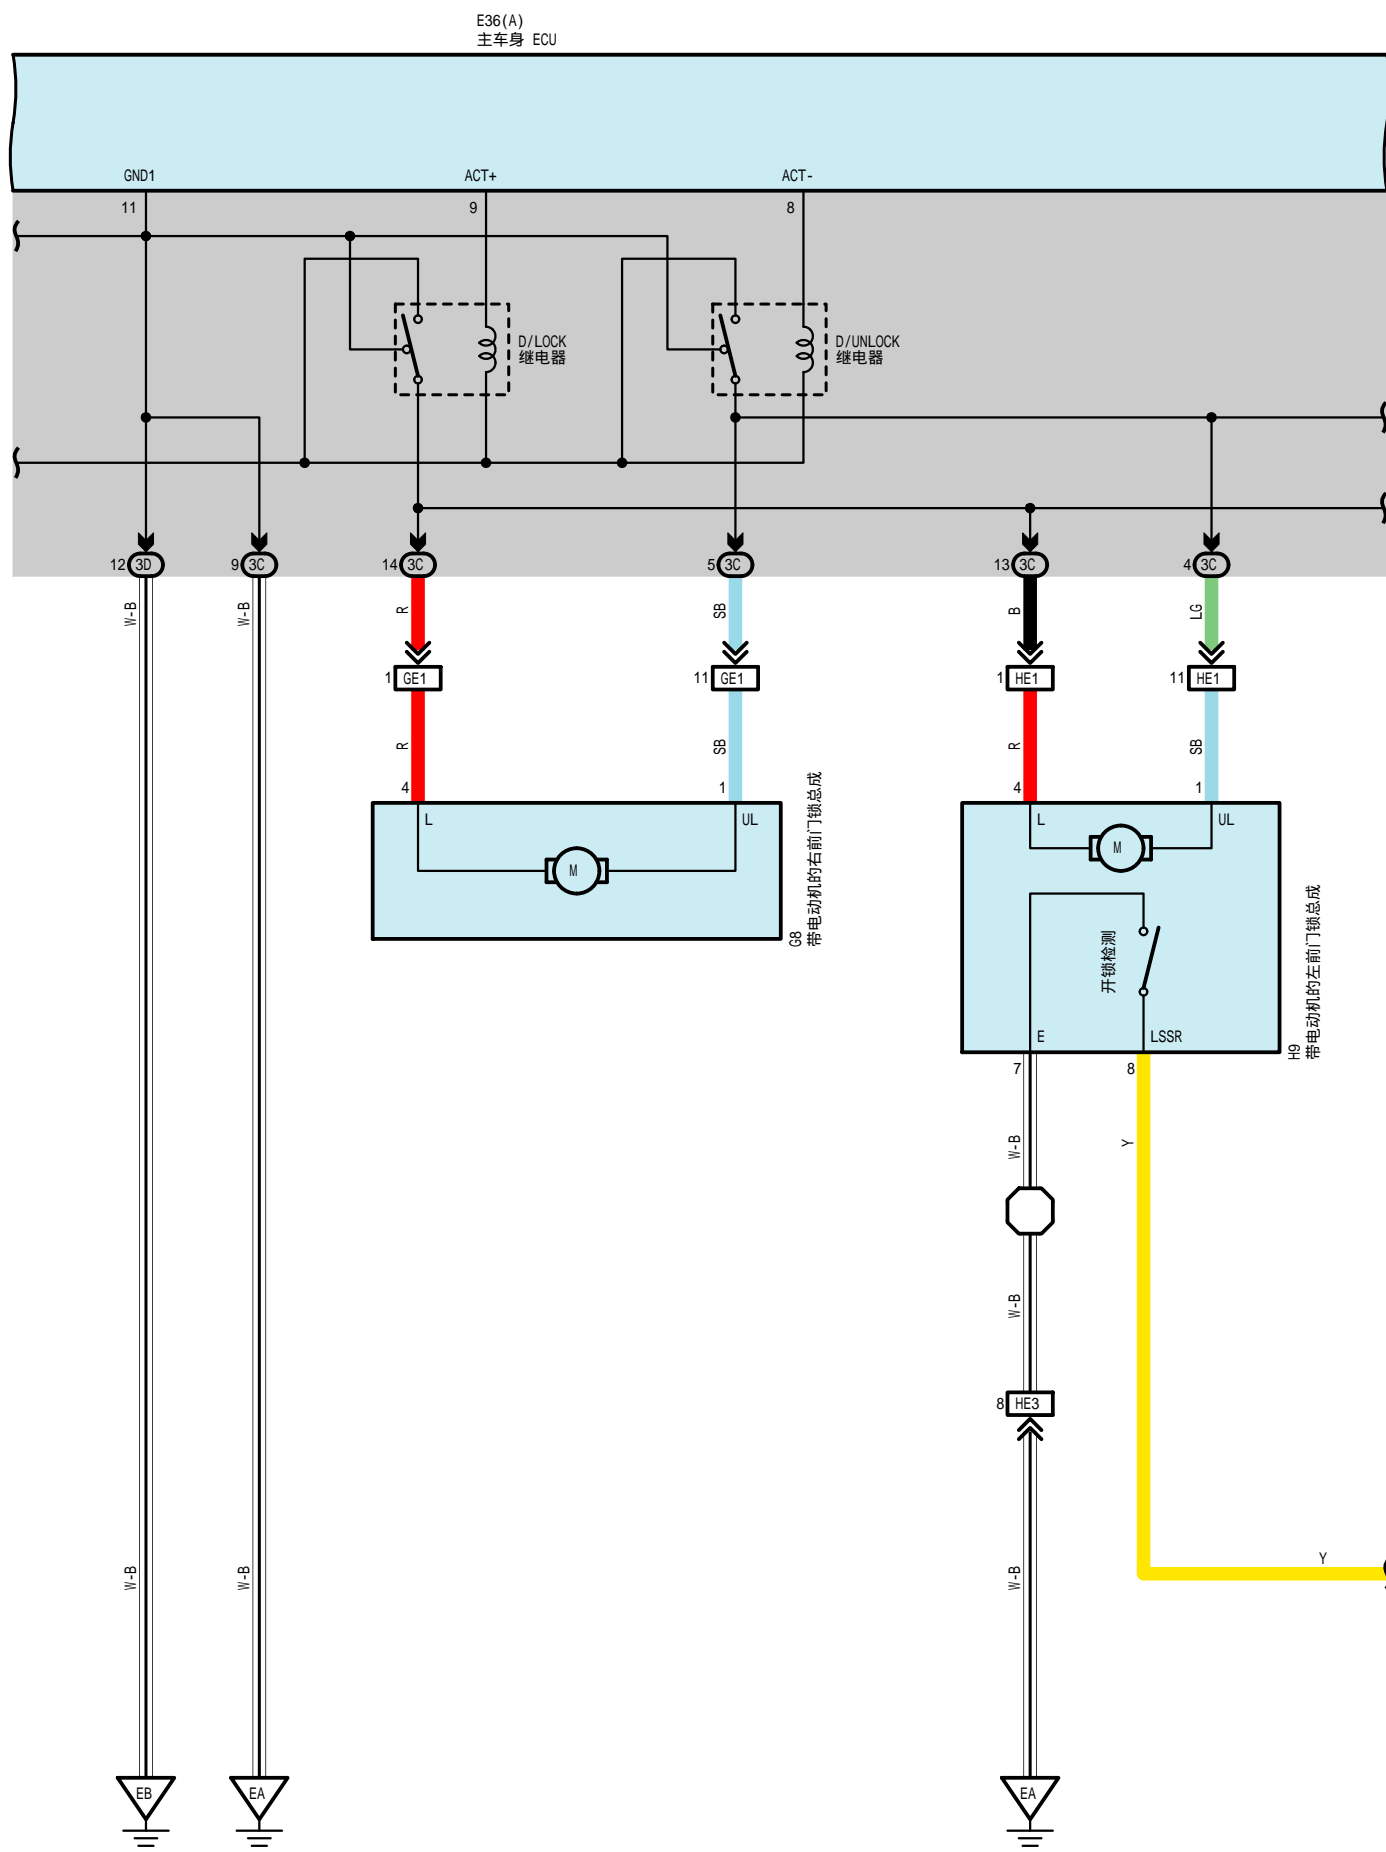 E36(A)
主车身 ECU
GND1
ACT+
ACT-
11
9
8
D/LOCK
继电器
D/UNLOCK
继电器
12
3D
9
3C
14
3C
5
3C
13
3C
4
3C
W-B
W-B
R
SB
B
LG
1
GE1
11
GE1
1
HE1
11
HE1
R
SB
R
SB
4
1
4
1
L
UL
L
UL
M
M
G8
带电动机的右前门锁总成
开锁检测
H9
带电动机的左前门锁总成
E
LSSR
7
8
W-B
Y
W-B
8
HE3
W-B
W-B
W-B
Y
EB
EA
EA